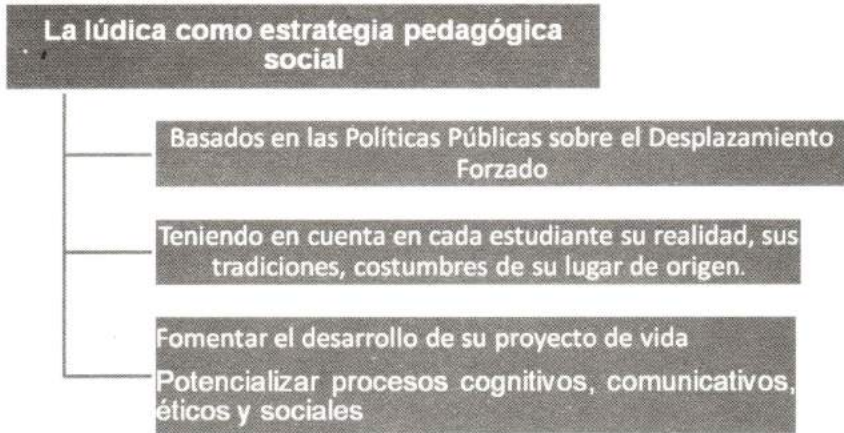 La lúdica como estrategia pedagógica
social
Basados en las Políticas Públicas sobre el Desplazamiento
Forzado
Teniendo en cuenta en cada estudiante su realidad, sus
tradiciones, costumbres de su lugar de origen.
Fomentar el desarrollo de su proyecto de vida
Potencializar procesos cognitivos, comunicativos,
éticos y sociales